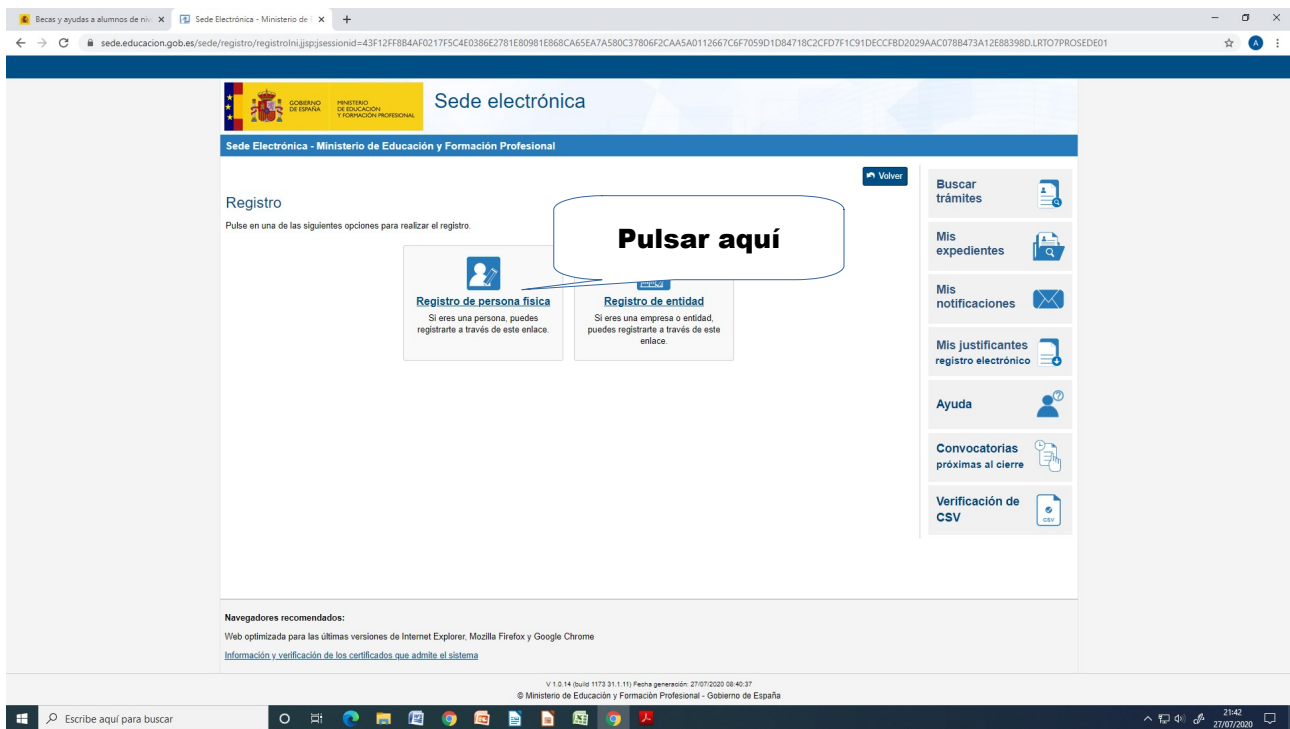 Becas y ayudas a alumnos de niv
Sede Electrónica - Ministerio de
sede.educacion.gob.es/sede/registro/registroIni.jjsp;jsessionid=43F12FF8B4AF0217F5C4E0386E2781E80981EB68CA65EA7A580C37806F2CAA5A0112667C6F7059D1D84718C2CFD7F1C91DECCFBD2029AAC078B473A12E88398D.LRTO7PROSEDE01
A
GOBIERNO
DE ESPAÑA
MINISTERIO
DE EDUCACIÓN
Y FORMACIÓN PROFESIONAL
Sede electrónica
Sede Electrónica - Ministerio de Educación y Formación Profesional
Volver
Registro
Pulse en una de las siguientes opciones para realizar el registro.
Pulsar aquí
Registro de persona física
Si eres una persona, puedes
registrarte a través de este enlace.
Registro de entidad
Si eres una empresa o entidad,
puedes registrarte a través de este
enlace.
Buscar
trámites
Mis
expedientes
Mis
notificaciones
Mis justificantes
registro electrónico
Ayuda
Convocatorias
próximas al cierre
Verificación de
CSV
CSV
Navegadores recomendados:
Web optimizada para las últimas versiones de Internet Explorer, Mozilla Firefox y Google Chrome
Información y verificación de los certificados que admite el sistema
V 1.0.14 (build 1173 31.1.11) Fecha generación: 27/07/2020 08:40:37
© Ministerio de Educación y Formación Profesional - Gobierno de España
Escribe aquí para buscar
21:42
27/07/2020